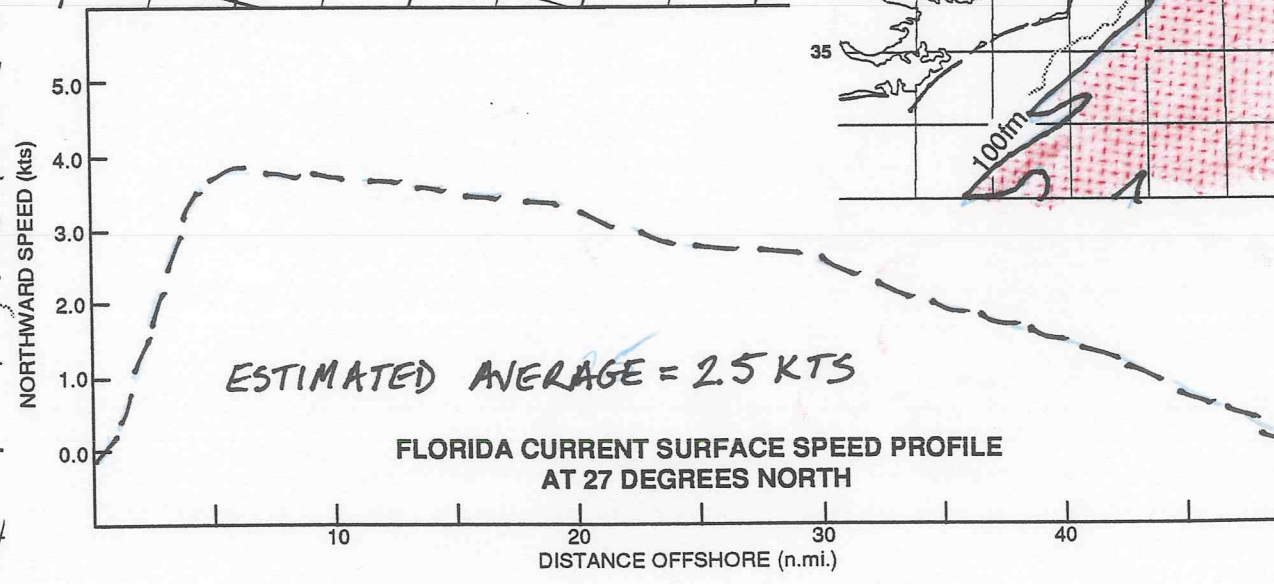 35
100fm
NORTHWARD SPEED (kts)
5.0
4.0
3.0
2.0
1.0
0.0
ESTIMATED AVERAGE = 2.5 KTS
FLORIDA CURRENT SURFACE SPEED PROFILE
AT 27 DEGREES NORTH
10
20
30
40
DISTANCE OFFSHORE (n.mi.)